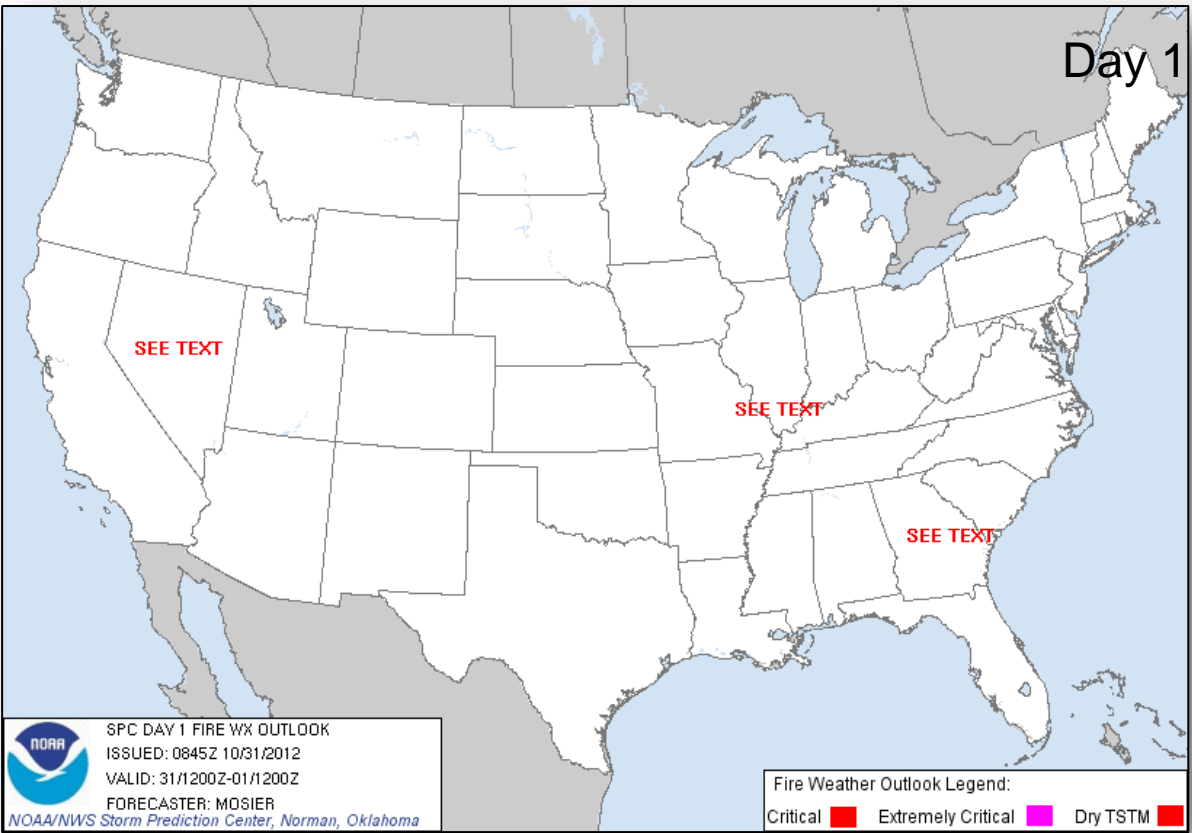 Day 1
SEE TEXT
SEE TEXT
SEE TEXT
NOAA
SPC DAY 1 FIRE WX OUTLOOK
ISSUED: 0845Z 10/31/2012
VALID: 31/1200Z-01/1200Z
FORECASTER: MOSIER
NOAA/NWS Storm Prediction Center, Norman, Oklahoma
Fire Weather Outlook Legend:
Critical Extremely Critical Dry TSTM